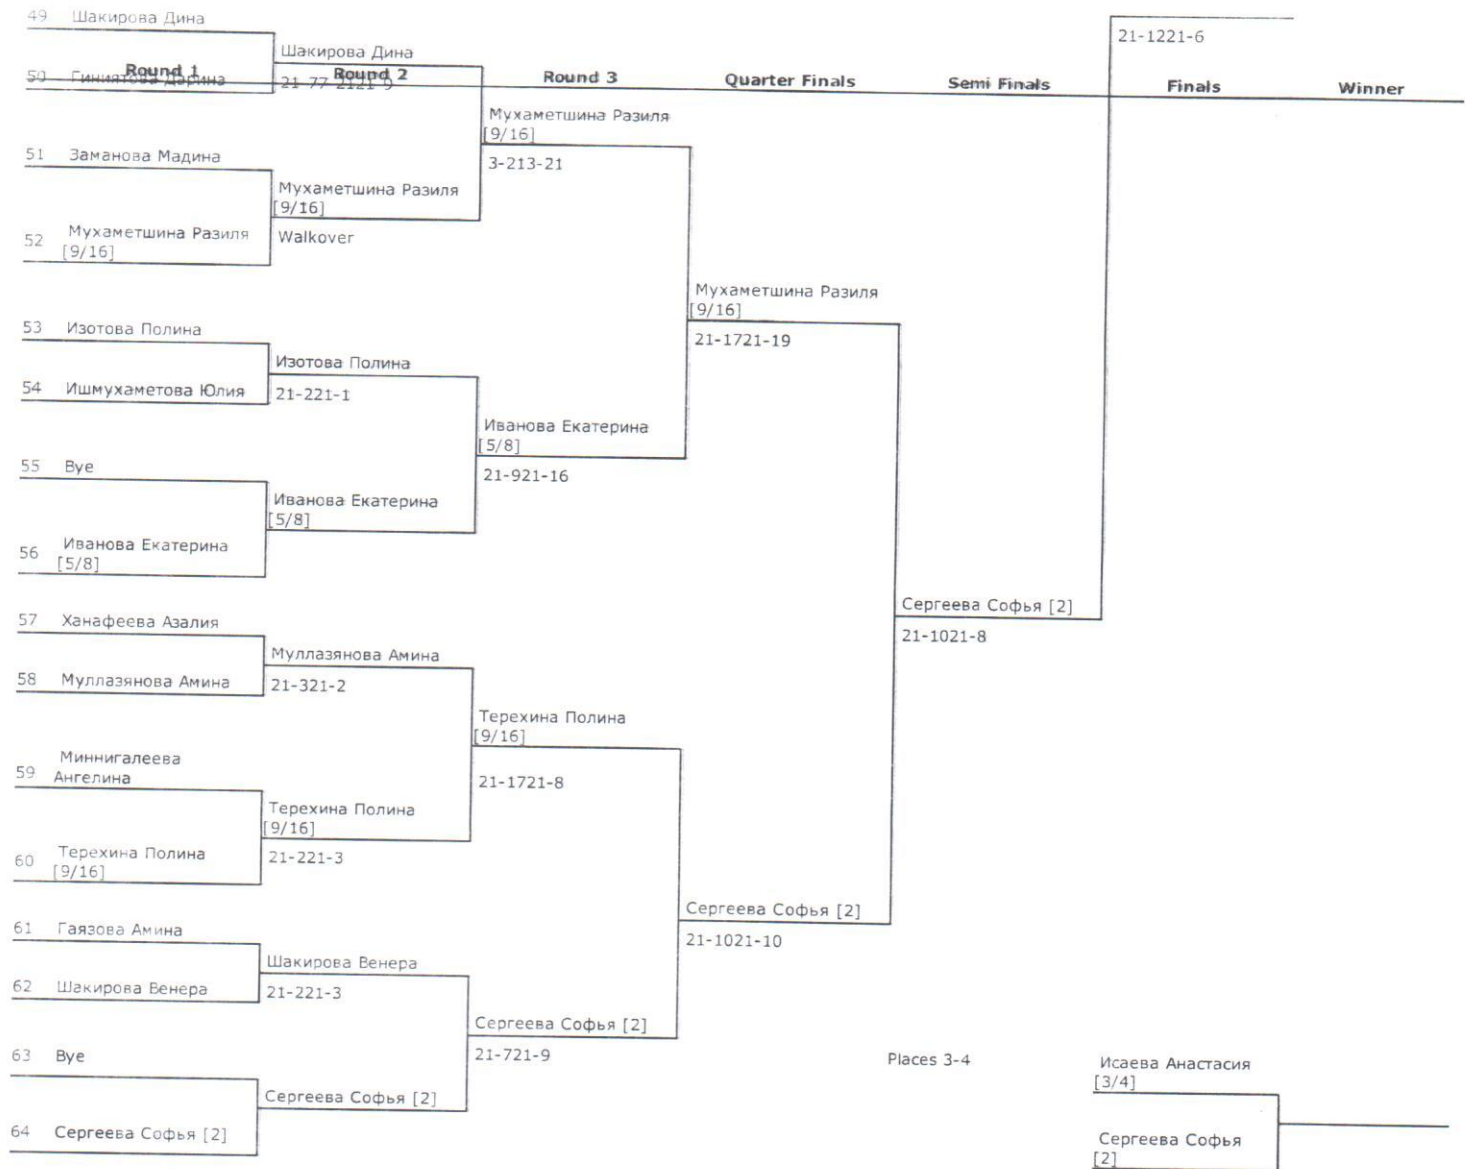 49 Шакирова Дина
Шакирова Дина
21-1221-6
50 Гиниятова Дарина
Round 1
Round 2
Round 3
Quarter Finals
Semi Finals
Finals
Winner
21-77-2121-9
Мухаметшина Разиля
[9/16]
3-213-21
51 Заманова Мадина
Мухаметшина Разиля
[9/16]
Walkover
52 Мухаметшина Разиля
[9/16]
Мухаметшина Разиля
[9/16]
21-1721-19
53 Изотова Полина
Изотова Полина
54 Ишмухаметова Юлия
21-221-1
Иванова Екатерина
[5/8]
21-921-16
55 Bye
Иванова Екатерина
[5/8]
56 Иванова Екатерина
[5/8]
Сергеева Софья [2]
21-1021-8
57 Ханафеева Азалия
Муллазянова Амина
58 Муллазянова Амина
21-321-2
Терехина Полина
[9/16]
21-1721-8
59 Миннигалеева
Ангелина
Терехина Полина
[9/16]
21-221-3
60 Терехина Полина
[9/16]
Сергеева Софья [2]
21-1021-10
61 Гаязова Амина
Шакирова Венера
62 Шакирова Венера
21-221-3
Сергеева Софья [2]
21-721-9
63 Bye
Сергеева Софья [2]
64 Сергеева Софья [2]
Places 3-4
Исаева Анастасия
[3/4]
Сергеева Софья
[2]